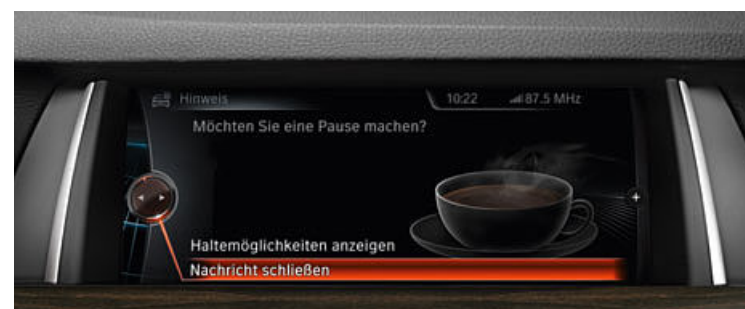 Hinweis
10:22
87.5 MHz
Möchten Sie eine Pause machen?
Haltemöglichkeiten anzeigen
Nachricht schließen